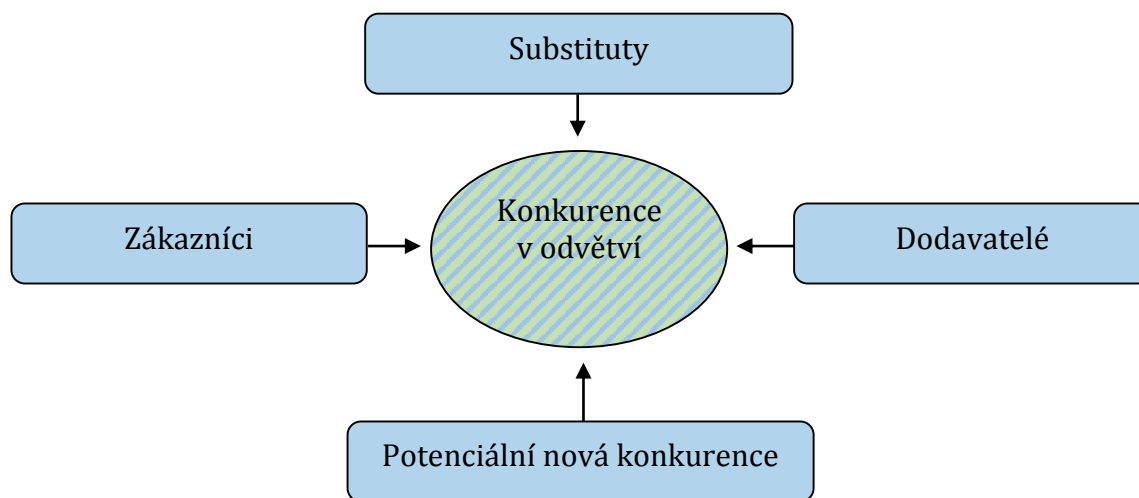 Substituty
Zákazníci
Konkurence
v odvětví
Dodavatelé
Potenciální nová konkurence